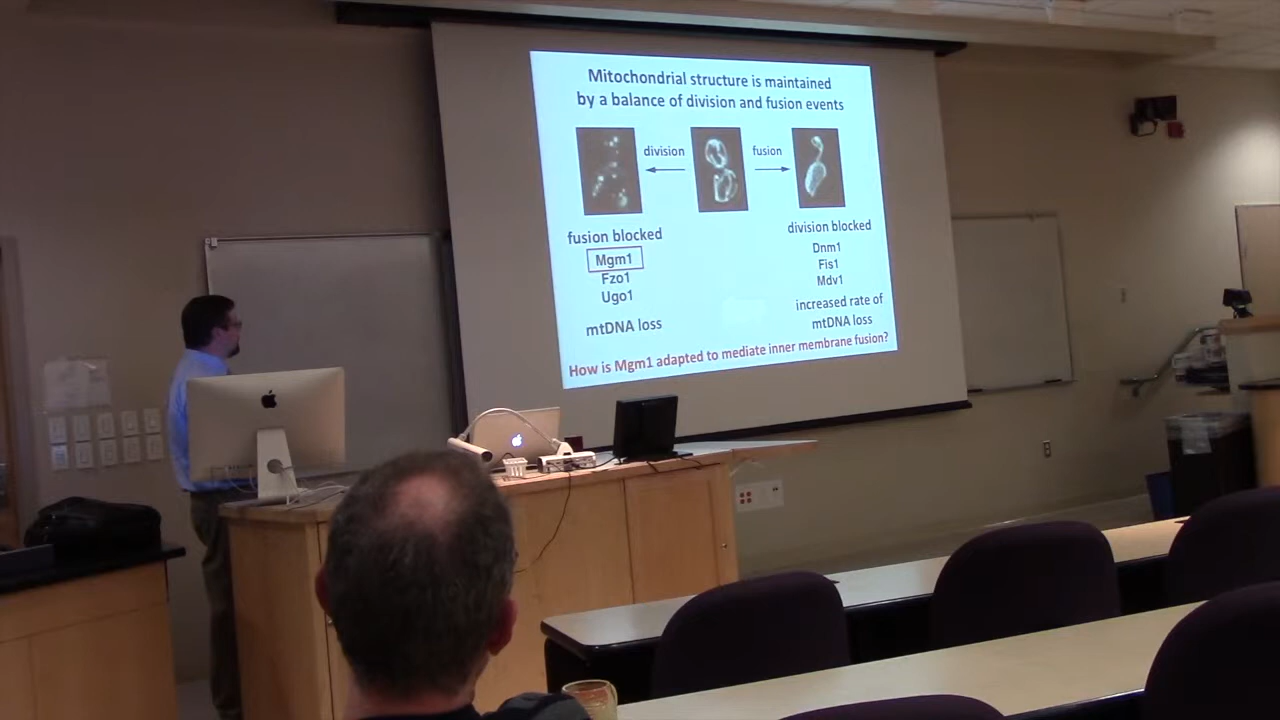 Mitochondrial structure is maintained
by a balance of division and fusion events
division
fusion
fusion blocked
Mgm1
Fzo1
Ugo1
mtDNA loss
division blocked
Dnm1
Fis1
Mdv1
increased rate of
mtDNA loss
How is Mgm1 adapted to mediate inner membrane fusion?